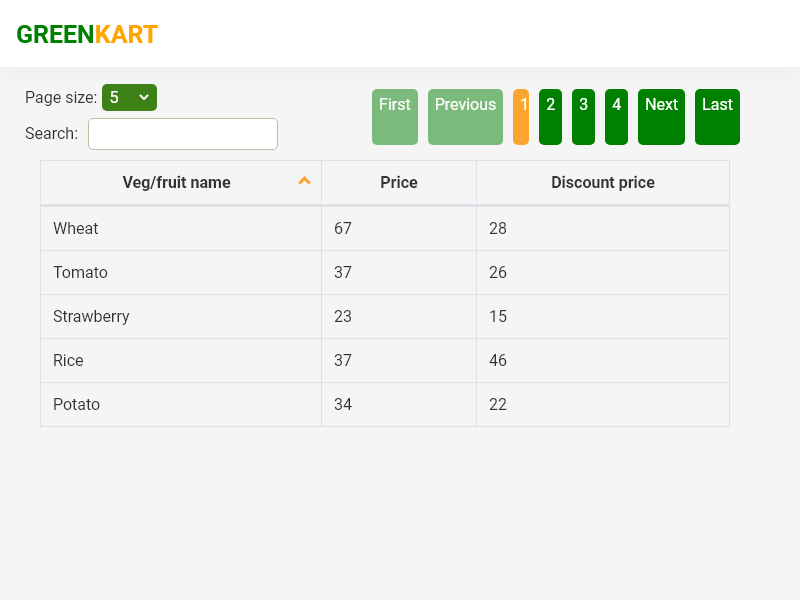 GREENKART
Page size: 5
First Previous 1 2 3 4 Next Last
Search:
Veg/fruit name Price Discount price
Wheat 67 28
Tomato 37 26
Strawberry 23 15
Rice 37 46
Potato 34 22